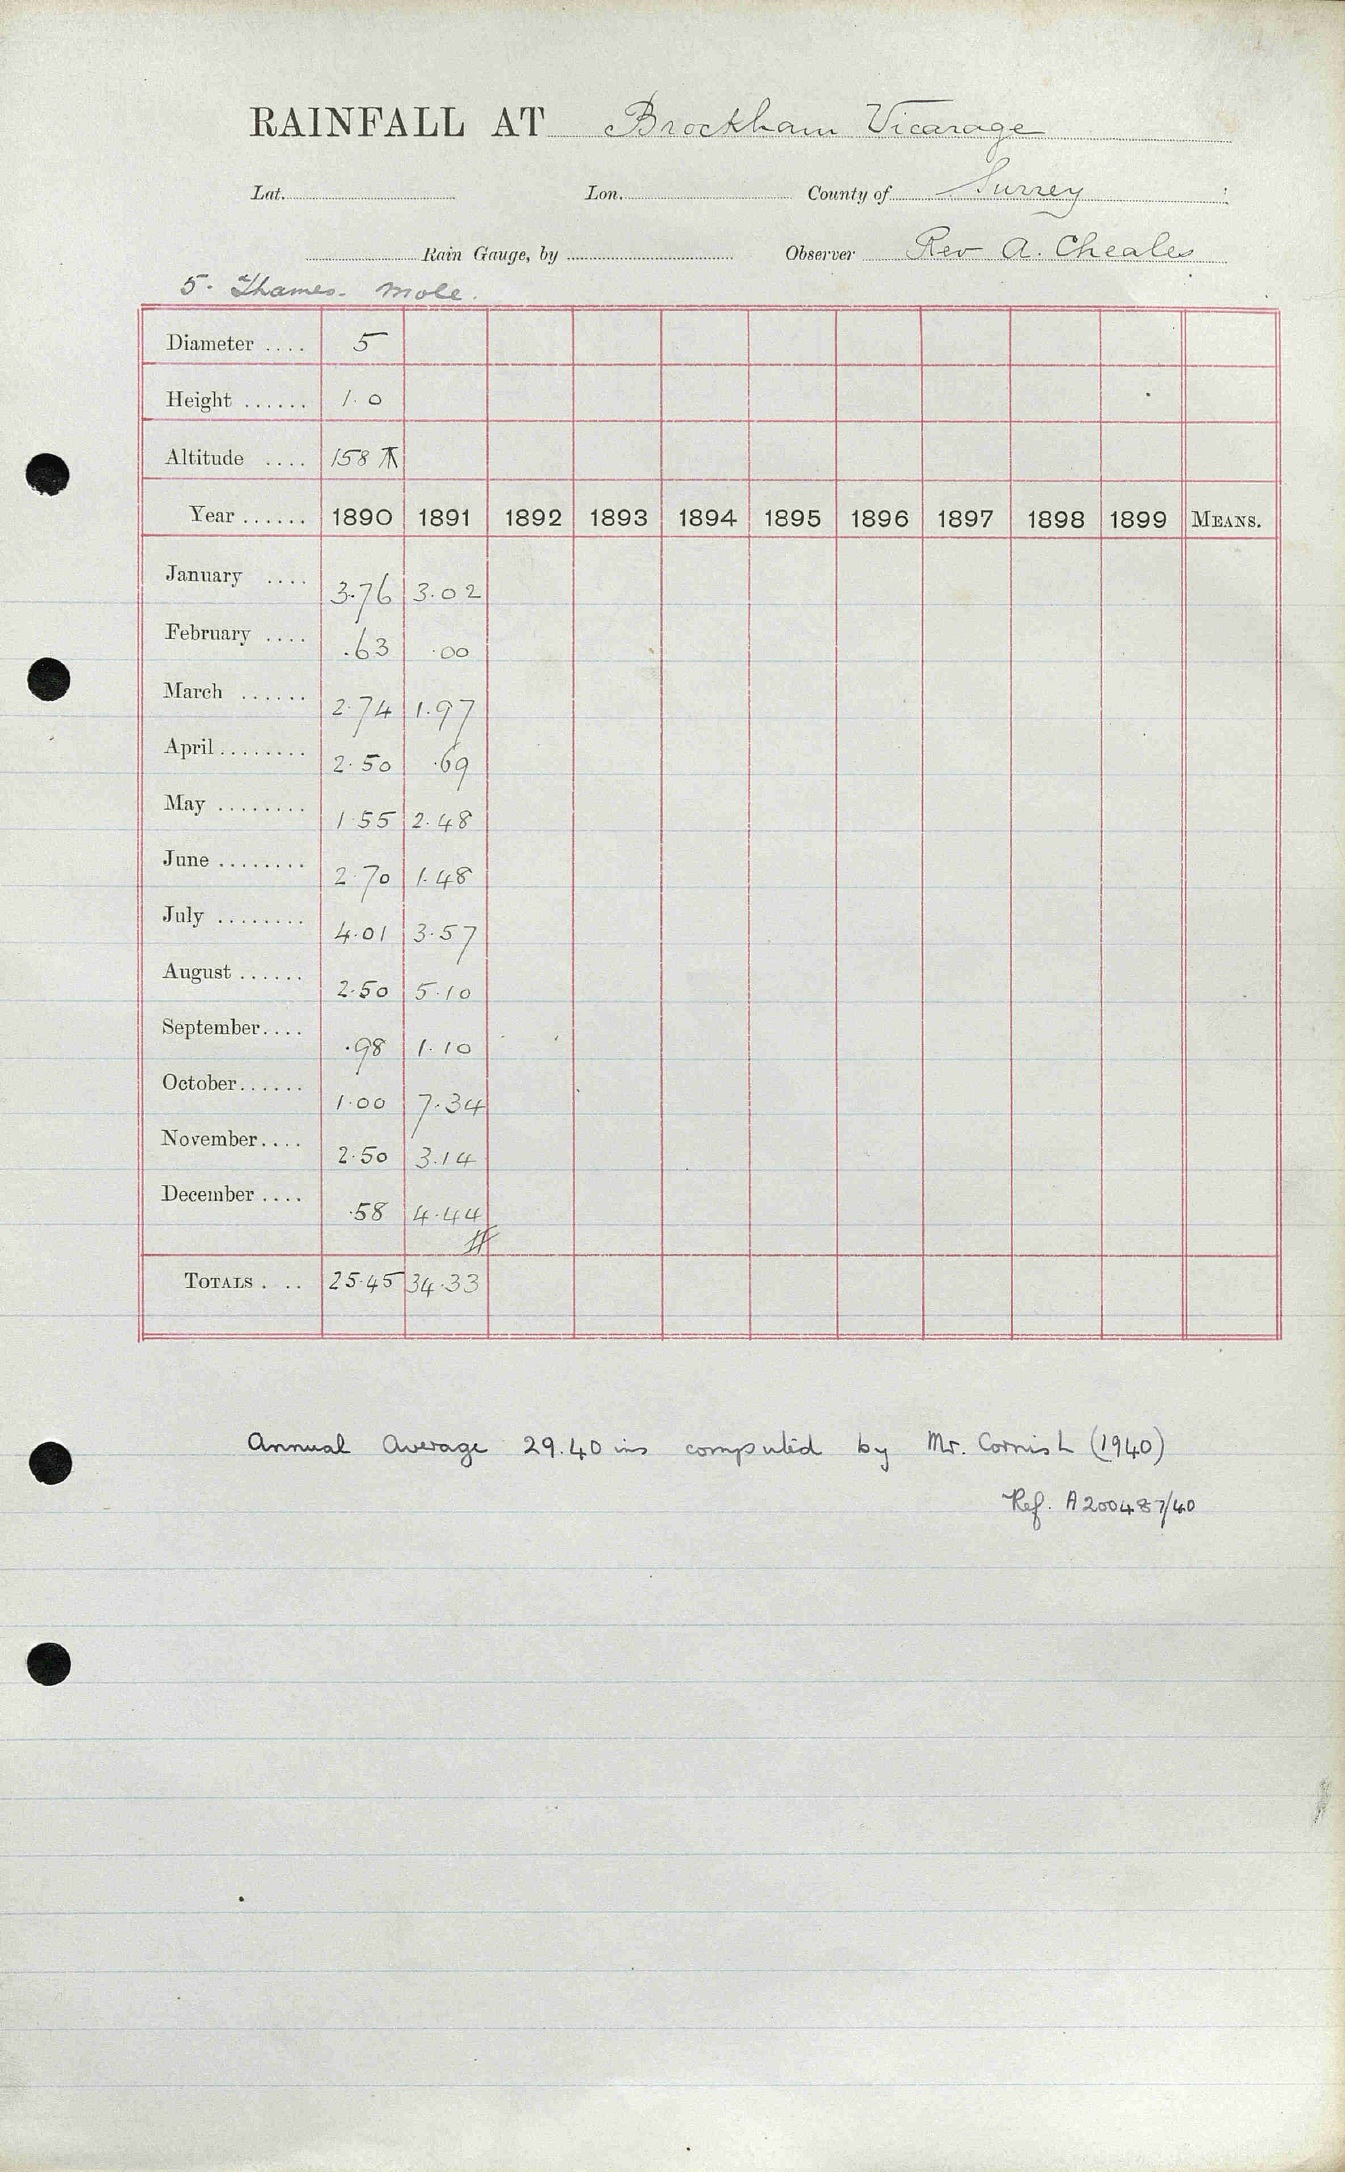 RAINFALL AT Brockham Vicarage
Lat. Lon. County of Surrey
Rain Gauge, by Observer Rev A. Cheales
5. Thames. Mole.
Diameter .... 5
Height ...... 1.0
Altitude .... 158
Year ...... 1890 1891 1892 1893 1894 1895 1896 1897 1898 1899 MEANS.
January .... 3.76 3.02
February .... .63 .00
March ...... 2.74 1.97
April ........ 2.50 .69
May ........ 1.55 2.48
June ........ 2.70 1.48
July ........ 4.01 3.57
August ...... 2.50 5.10
September .... .98 1.10
October ...... 1.00 7.34
November .... 2.50 3.14
December .... .58 4.44
TOTALS . .. 25.45 34.33
Annual Average 29.40 ins computed by Mr. Cornish (1940)
Ref. A200487/40